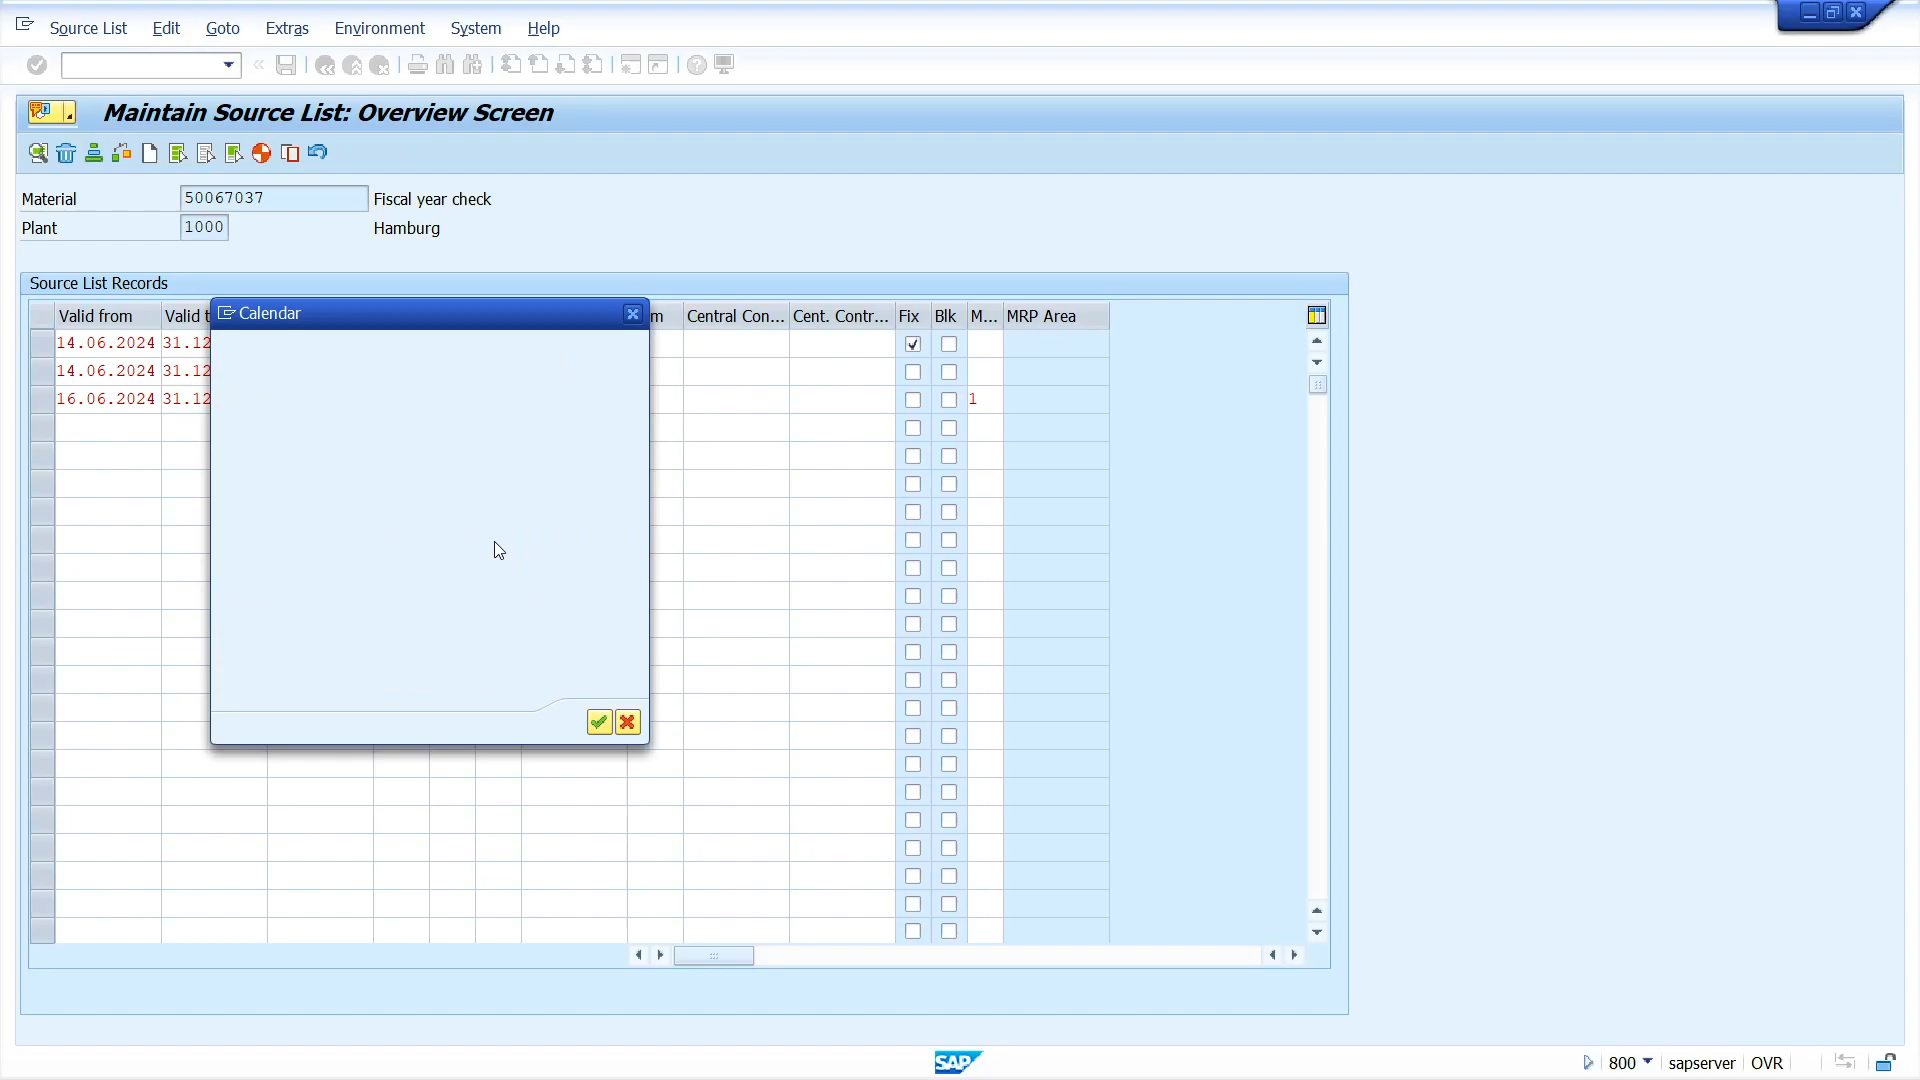 Source List Edit Goto Extras Environment System Help
Maintain Source List: Overview Screen
Material 50067037 Fiscal year check
Plant 1000 Hamburg
Source List Records
Valid from Valid t m Central Con... Cent. Contr... Fix Blk M... MRP Area
Calendar
14.06.2024 31.12
14.06.2024 31.12
16.06.2024 31.12 1
SAP 800 sapserver OVR